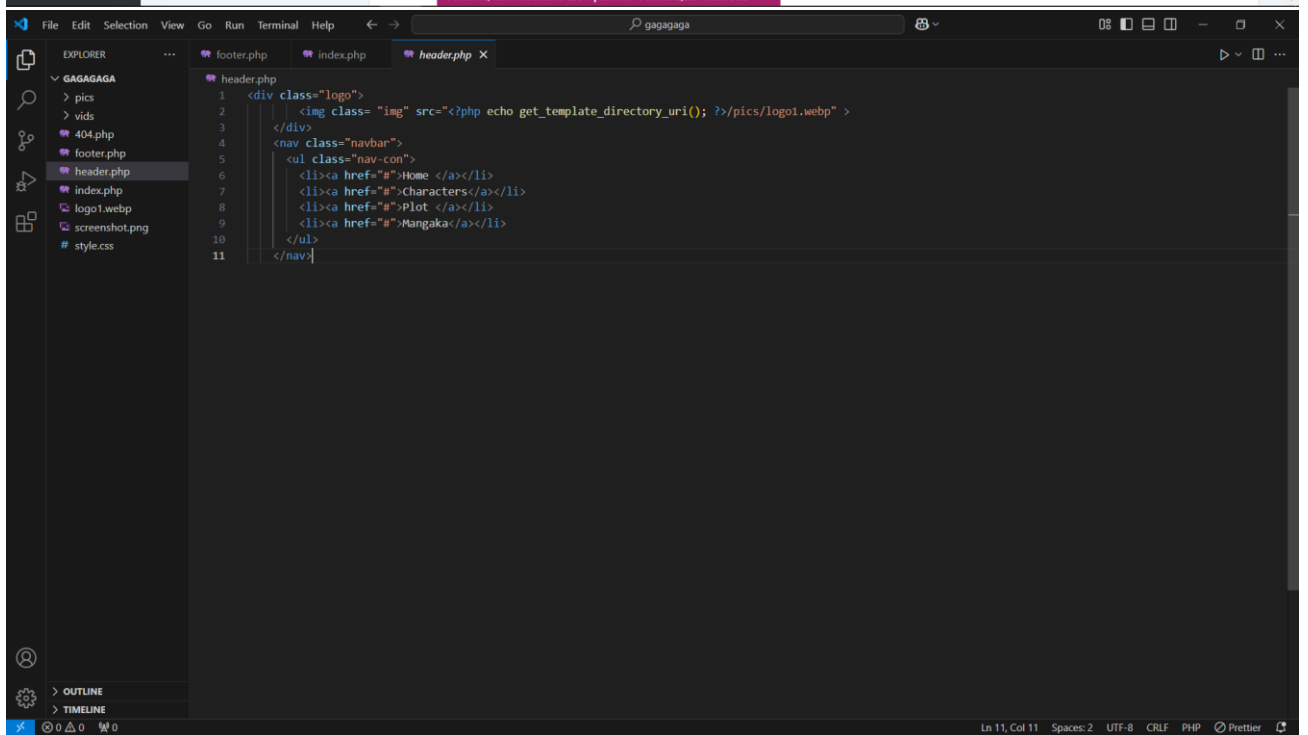 File Edit Selection View Go Run Terminal Help gagagaga
EXPLORER
GAGAGAGA
pics
vids
404.php
footer.php
header.php
index.php
logo1.webp
screenshot.png
# style.css
OUTLINE
TIMELINE
footer.php index.php header.php
header.php
1 <div class="logo">
2 <img class= "img" src="<?php echo get_template_directory_uri(); ?>/pics/logo1.webp" >
3 </div>
4 <nav class="navbar">
5 <ul class="nav-con">
6 <li><a href="#">Home </a></li>
7 <li><a href="#">Characters</a></li>
8 <li><a href="#">Plot </a></li>
9 <li><a href="#">Mangaka</a></li>
10 </ul>
11 </nav>
0 0 0 Ln 11, Col 11 Spaces: 2 UTF-8 CRLF PHP Prettier